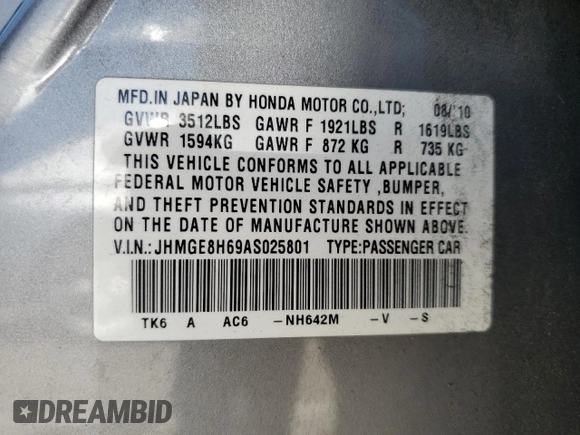 MFD.IN JAPAN BY HONDA MOTOR CO.,LTD; 08/'10
GVWR 3512LBS GAWR F 1921LBS R 1619LBS
GVWR 1594KG GAWR F 872 KG R 735 KG
THIS VEHICLE CONFORMS TO ALL APPLICABLE
FEDERAL MOTOR VEHICLE SAFETY ,BUMPER,
AND THEFT PREVENTION STANDARDS IN EFFECT
ON THE DATE OF MANUFACTURE SHOWN ABOVE.
V.I.N.:JHMGE8H69AS025801 TYPE:PASSENGER CAR
TK6 A AC6 -NH642M -V -S
DREAMBID